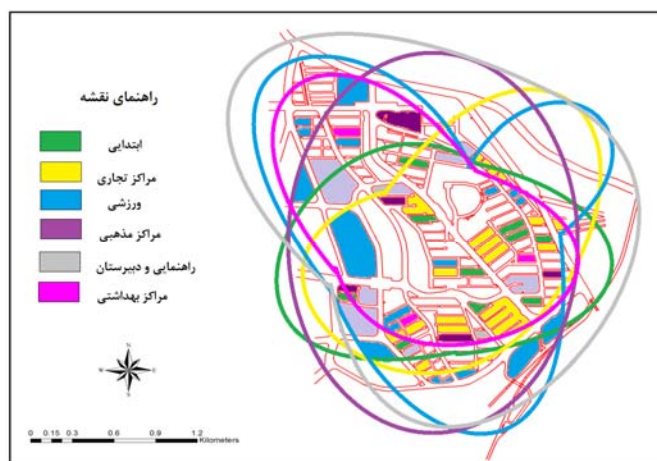 راهنمای نقشه
ابتدایی
مراکز تجاری
ورزشی
مراکز مذهبی
راهنمایی و دبیرستان
مراکز بهداشتی
N
W E
S
0 0.15 0.3 0.6 0.9 1.2
Kilometers